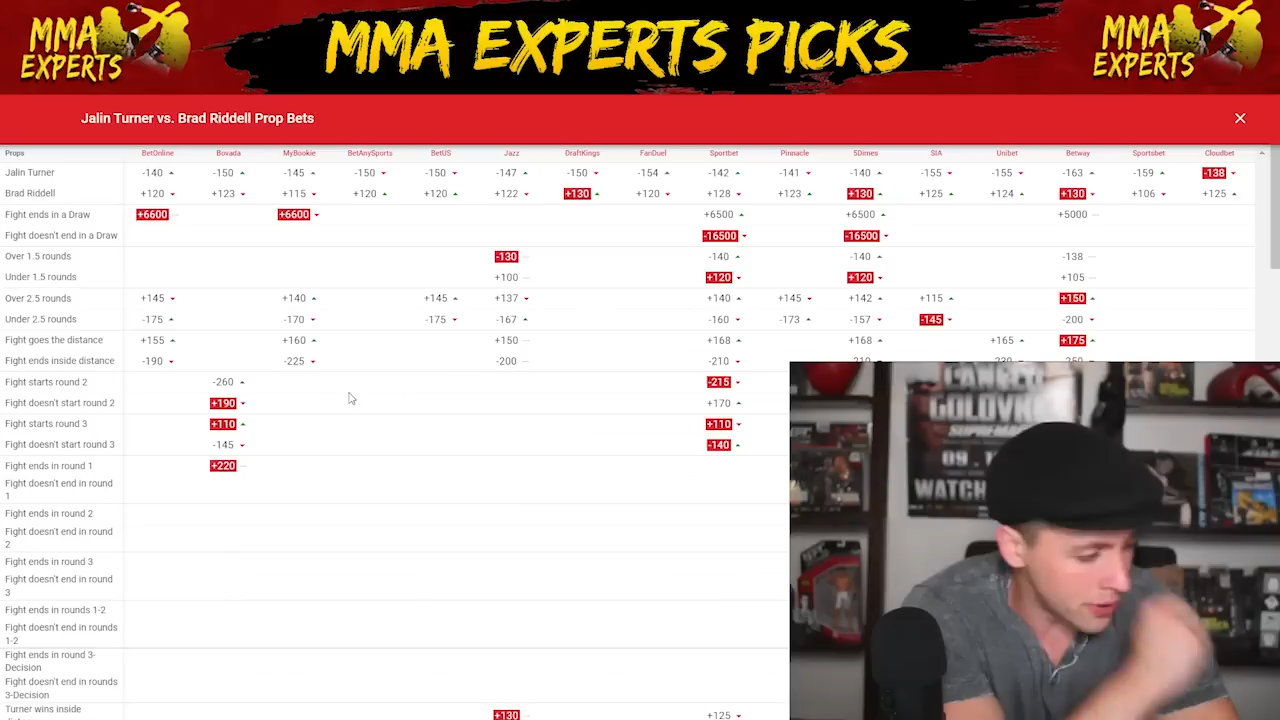 MMA EXPERTS
MMA EXPERTS PICKS
MMA EXPERTS
Jalin Turner vs. Brad Riddell Prop Bets ×
Props BetOnline Bovada MyBookie BetAnySports BetUS Jazz DraftKings FanDuel Sportbet Pinnacle 5Dimes SIA Unibet Betway Sportsbet Cloudbet
Jalin Turner -140 -150 -145 -150 -150 -147 -150 -154 -142 -141 -140 -155 -155 -163 -159 -138
Brad Riddell +120 +123 +115 +120 +120 +122 +130 +120 +128 +123 +130 +125 +124 +130 +106 +125
Fight ends in a Draw +6600 +6600 +6500 +6500 +5000
Fight doesn't end in a Draw -16500 -16500
Over 1.5 rounds -130 -140 -140 -138
Under 1.5 rounds +100 +120 +120 +105
Over 2.5 rounds +145 +140 +145 +137 +140 +145 +142 +115 +150
Under 2.5 rounds -175 -170 -175 -167 -160 -173 -157 -145 -200
Fight goes the distance +155 +160 +150 +168 +168 +165 +175
Fight ends inside distance -190 -225 -200 -210
Fight starts round 2 -260 -215
Fight doesn't start round 2 +190 +170
Fight starts round 3 +110 +110
Fight doesn't start round 3 -145 -140
Fight ends in round 1 +220
Fight doesn't end in round
1
Fight ends in round 2
Fight doesn't end in round
2
Fight ends in round 3
Fight doesn't end in round
3
Fight ends in rounds 1-2
Fight doesn't end in rounds
1-2
Fight ends in round 3-
Decision
Fight doesn't end in rounds
3-Decision
Turner wins inside +130 +125
GOLOVK
SUPREMA
09.1
WATCH